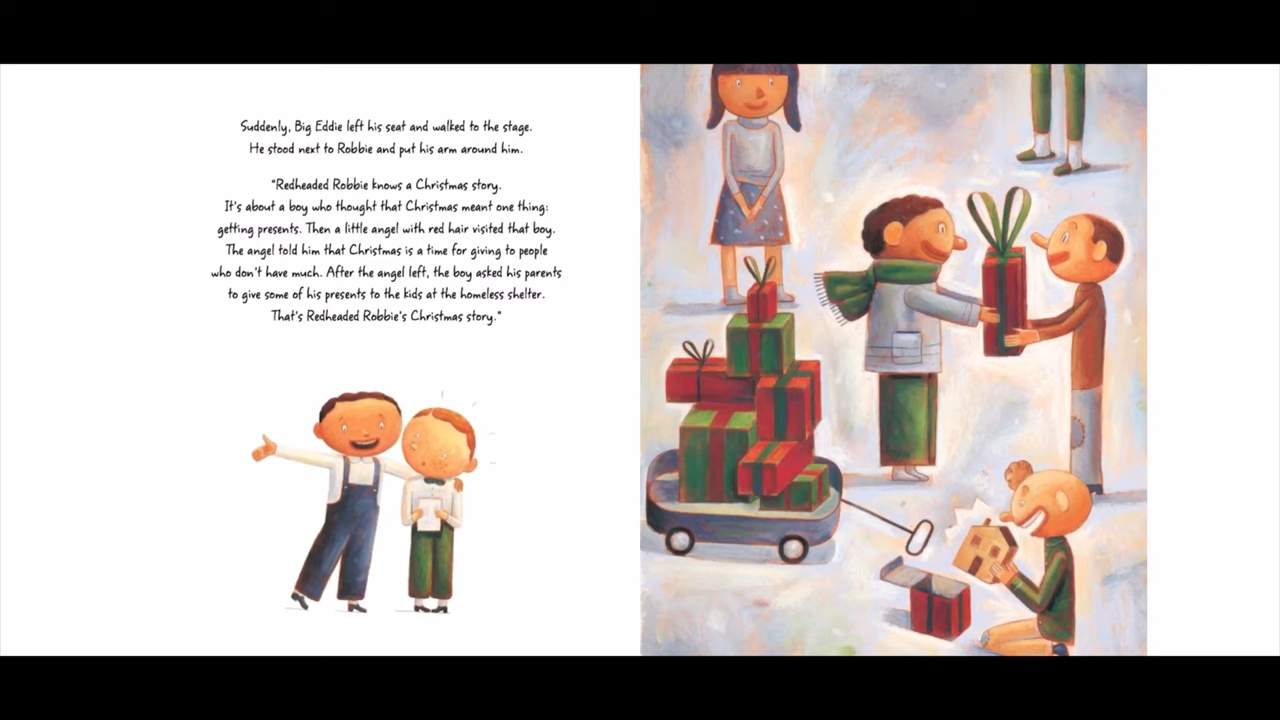 Suddenly, Big Eddie left his seat and walked to the stage.
He stood next to Robbie and put his arm around him.
"Redheaded Robbie knows a Christmas story.
It's about a boy who thought that Christmas meant one thing:
getting presents. Then a little angel with red hair visited that boy.
The angel told him that Christmas is a time for giving to people
who don't have much. After the angel left, the boy asked his parents
to give some of his presents to the kids at the homeless shelter.
That's Redheaded Robbie's Christmas story."